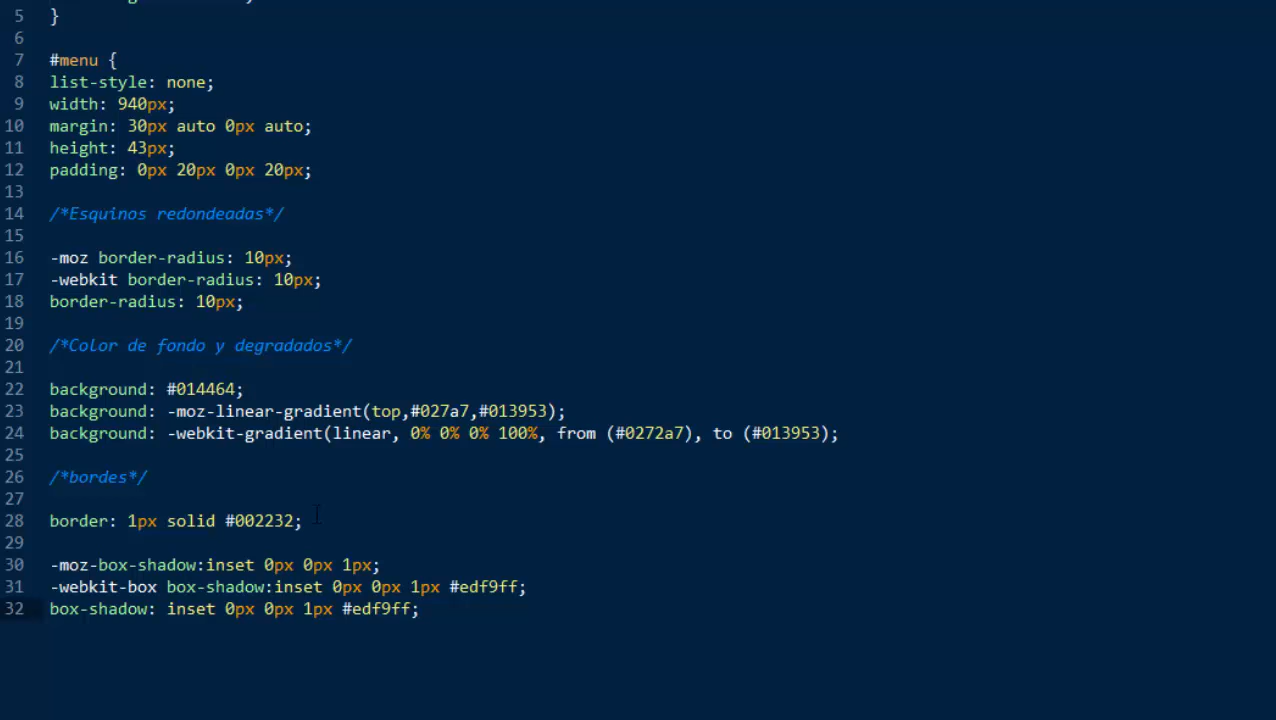 5 }
6
7 #menu {
8 list-style: none;
9 width: 940px;
10 margin: 30px auto 0px auto;
11 height: 43px;
12 padding: 0px 20px 0px 20px;
13
14 /*Esquinos redondeadas*/
15
16 -moz border-radius: 10px;
17 -webkit border-radius: 10px;
18 border-radius: 10px;
19
20 /*Color de fondo y degradados*/
21
22 background: #014464;
23 background: -moz-linear-gradient(top,#027a7,#013953);
24 background: -webkit-gradient(linear, 0% 0% 0% 100%, from (#0272a7), to (#013953);
25
26 /*bordes*/
27
28 border: 1px solid #002232;
29
30 -moz-box-shadow:inset 0px 0px 1px;
31 -webkit-box box-shadow:inset 0px 0px 1px #edf9ff;
32 box-shadow: inset 0px 0px 1px #edf9ff;